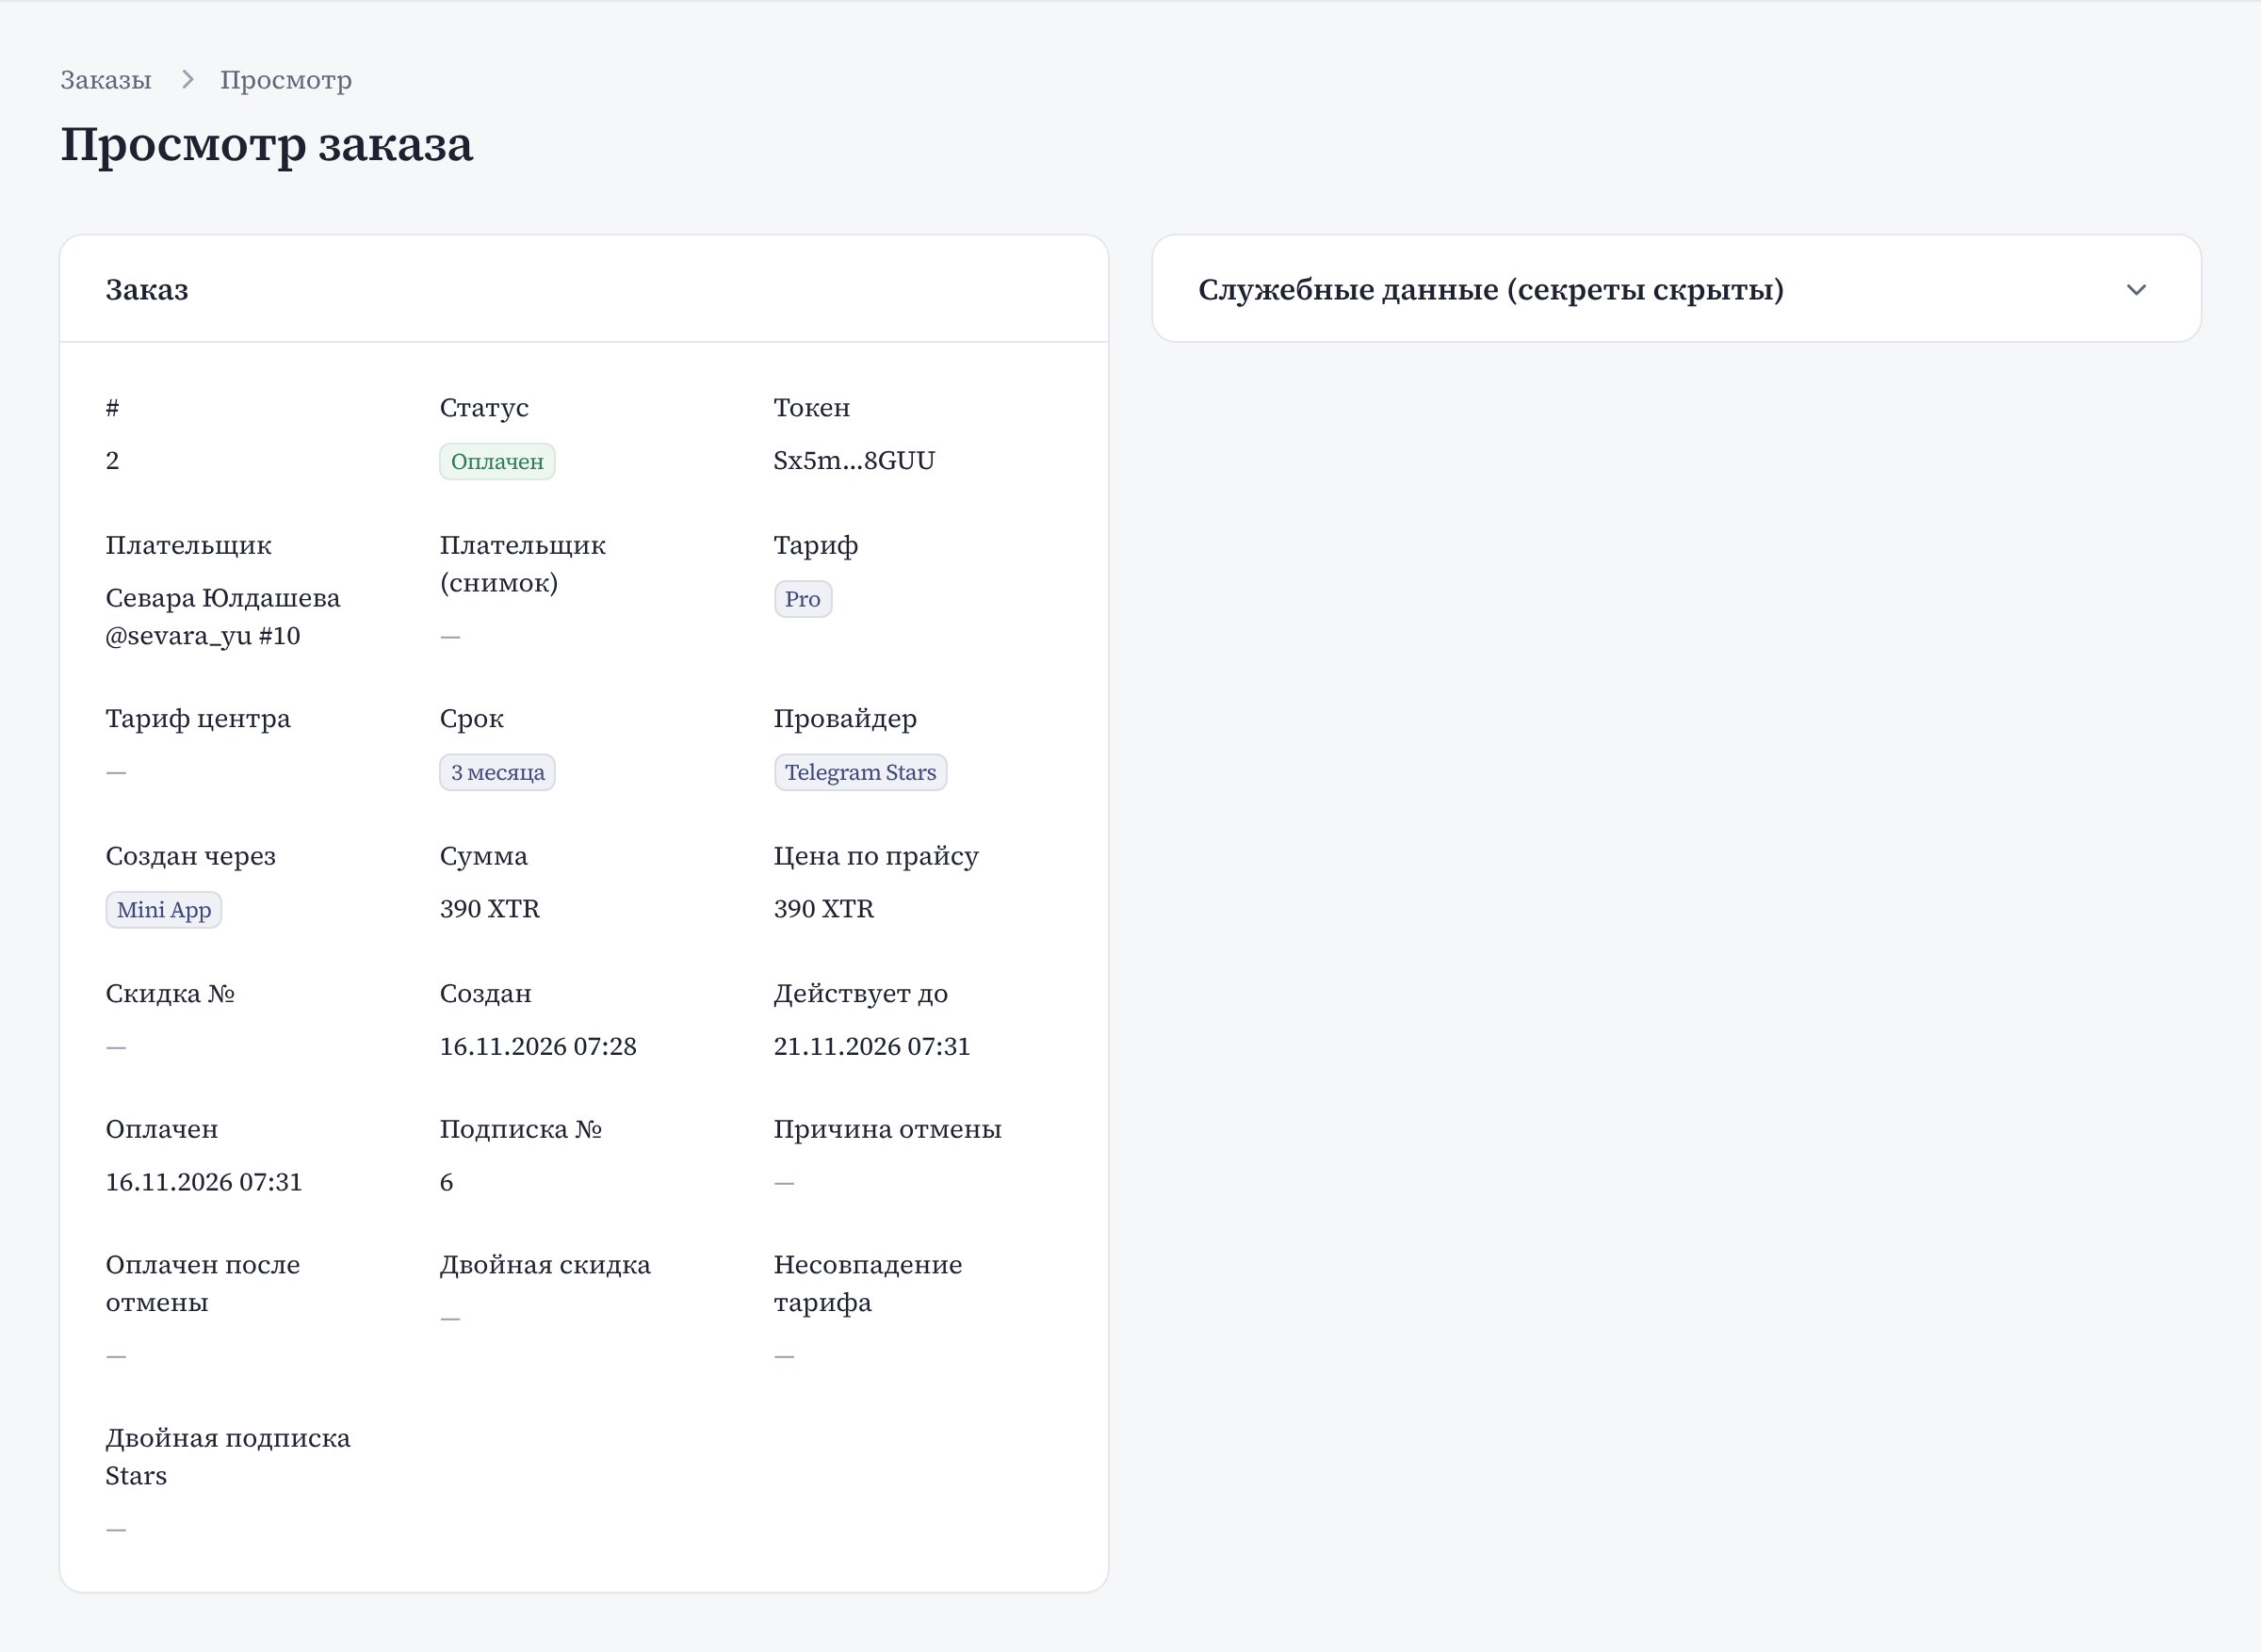 Заказы
Просмотр
Просмотр заказа
Заказ
#
2
Статус
Оплачен
Токен
Sx5m...8GUU
Плательщик
Севара Юлдашева
@sevara_yu #10
Плательщик
(снимок)
—
Тариф
Pro
Тариф центра
—
Срок
3 месяца
Провайдер
Telegram Stars
Создан через
Mini App
Сумма
390 XTR
Цена по прайсу
390 XTR
Скидка №
—
Создан
16.11.2026 07:28
Действует до
21.11.2026 07:31
Оплачен
16.11.2026 07:31
Подписка №
6
Причина отмены
—
Оплачен после
отмены
—
Двойная скидка
—
Несовпадение
тарифа
—
Двойная подписка
Stars
—
Служебные данные (секреты скрыты)